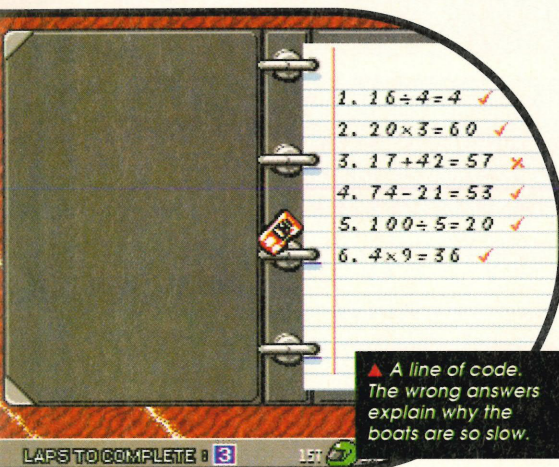 1. 16÷4=4 ✓
2. 20×3=60 ✓
3. 17+42=57 ×
4. 74-21=53 ✓
5. 100÷5=20 ✓
6. 4×9=36 ✓
▲ A line of code.
The wrong answers
explain why the
boats are so slow.
LAPS TO COMPLETE : 3 1ST